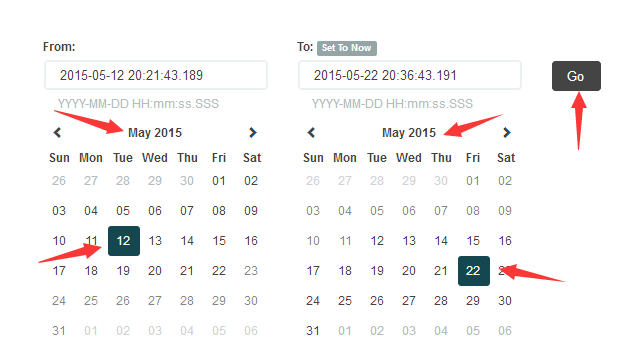 From:
2015-05-12 20:21:43.189
YYYY-MM-DD HH:mm:ss.SSS
May 2015
Sun Mon Tue Wed Thu Fri Sat
26 27 28 29 30 01 02
03 04 05 06 07 08 09
10 11 12 13 14 15 16
17 18 19 20 21 22 23
24 25 26 27 28 29 30
31 01 02 03 04 05 06
To: Set To Now
2015-05-22 20:36:43.191
YYYY-MM-DD HH:mm:ss.SSS
May 2015
Sun Mon Tue Wed Thu Fri Sat
26 27 28 29 30 01 02
03 04 05 06 07 08 09
10 11 12 13 14 15 16
17 18 19 20 21 22 23
24 25 26 27 28 29 30
31 01 02 03 04 05 06
Go